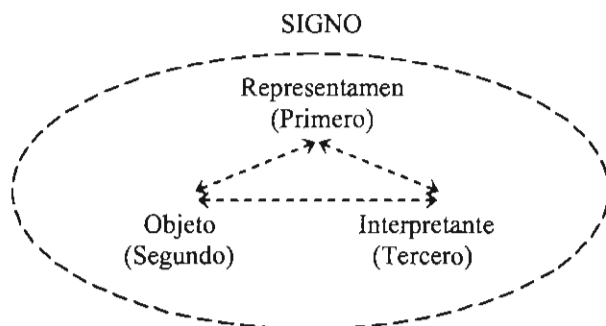 SIGNO
Representamen
(Primero)
Objeto
(Segundo)
Interpretante
(Tercero)